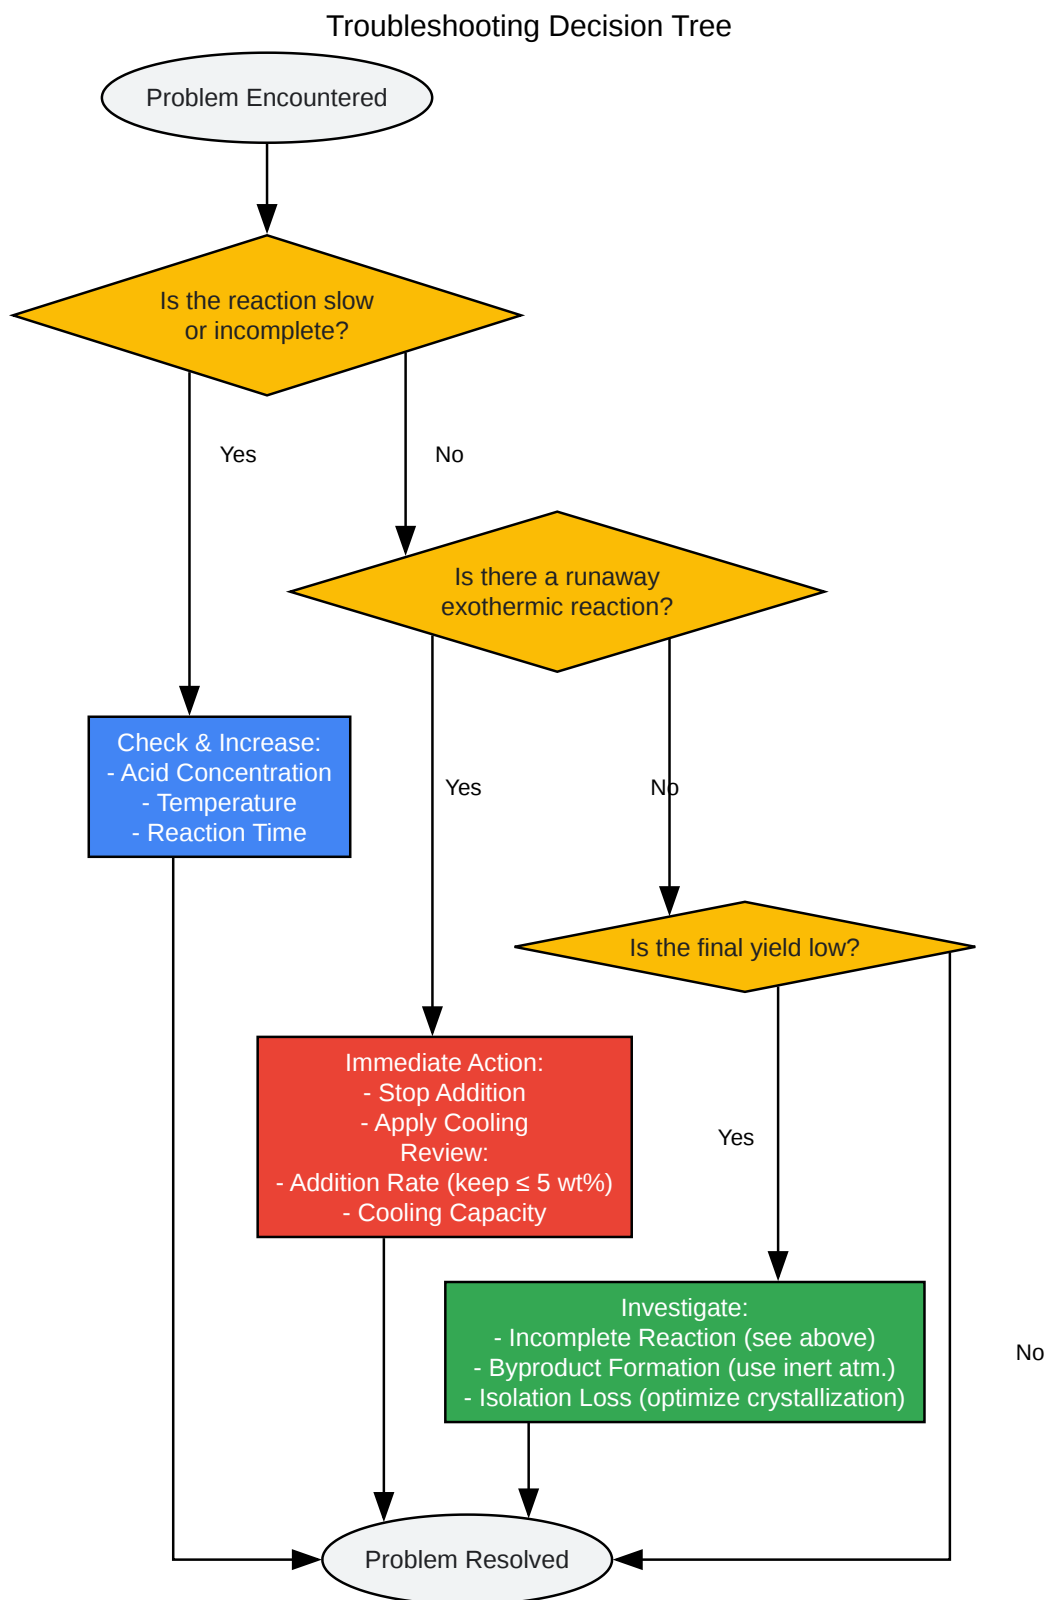 Troubleshooting Decision Tree
Problem Encountered
Is the reaction slow
or incomplete?
Yes
No
Is there a runaway
exothermic reaction?
Check & Increase:
- Acid Concentration
- Temperature
- Reaction Time
Yes
No
Is the final yield low?
Immediate Action:
- Stop Addition
- Apply Cooling
Review:
- Addition Rate (keep ≤ 5 wt%)
- Cooling Capacity
Yes
Investigate:
- Incomplete Reaction (see above)
- Byproduct Formation (use inert atm.)
- Isolation Loss (optimize crystallization)
No
Problem Resolved